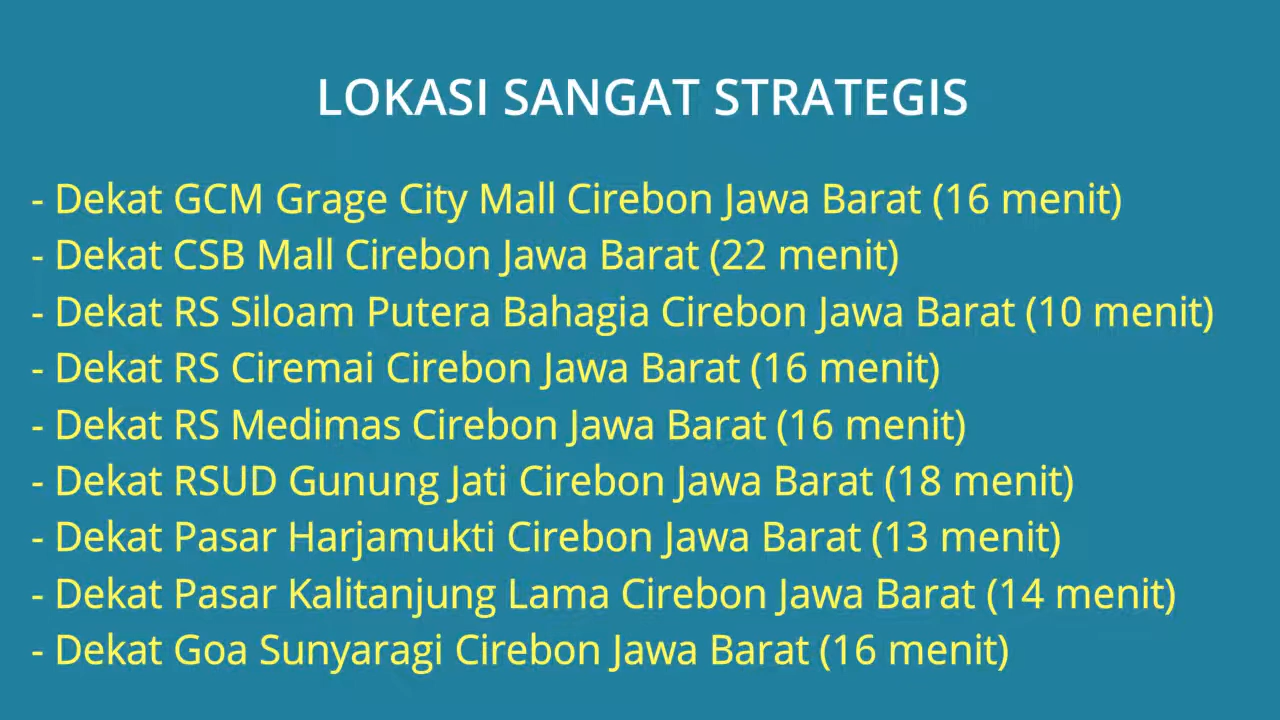 LOKASI SANGAT STRATEGIS
- Dekat GCM Grage City Mall Cirebon Jawa Barat (16 menit)
- Dekat CSB Mall Cirebon Jawa Barat (22 menit)
- Dekat RS Siloam Putera Bahagia Cirebon Jawa Barat (10 menit)
- Dekat RS Ciremai Cirebon Jawa Barat (16 menit)
- Dekat RS Medimas Cirebon Jawa Barat (16 menit)
- Dekat RSUD Gunung Jati Cirebon Jawa Barat (18 menit)
- Dekat Pasar Harjamukti Cirebon Jawa Barat (13 menit)
- Dekat Pasar Kalitanjung Lama Cirebon Jawa Barat (14 menit)
- Dekat Goa Sunyaragi Cirebon Jawa Barat (16 menit)